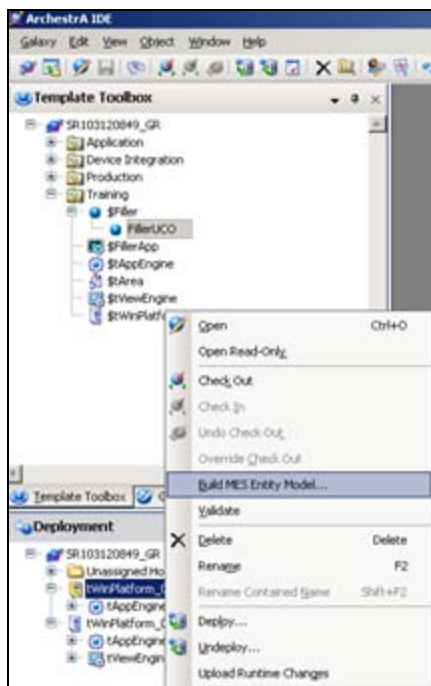 ArchestrA IDE
Galaxy Edit View Object Window Help
Template Toolbox
SR103120849_GR
Application
Device Integration
Production
Training
$Filler
FillerUCO
$FillerApp
$tAppEngine
$tArea
$tViewEngine
$tWinPlatfo
Open Ctrl+O
Open Read-Only
Check Out
Check In
Undo Check Out
Override Check Out
Build MES Entity Model...
Validate
Delete Delete
Rename F2
Rename Contained Name Shift+F2
Deploy...
Undeploy...
Upload Runtime Changes
Template Toolbox
Deployment
SR103120849_GR
Unassigned Ho
tWinPlatform_0
tAppEngine
tWinPlatform_0
tAppEngine
tViewEngin